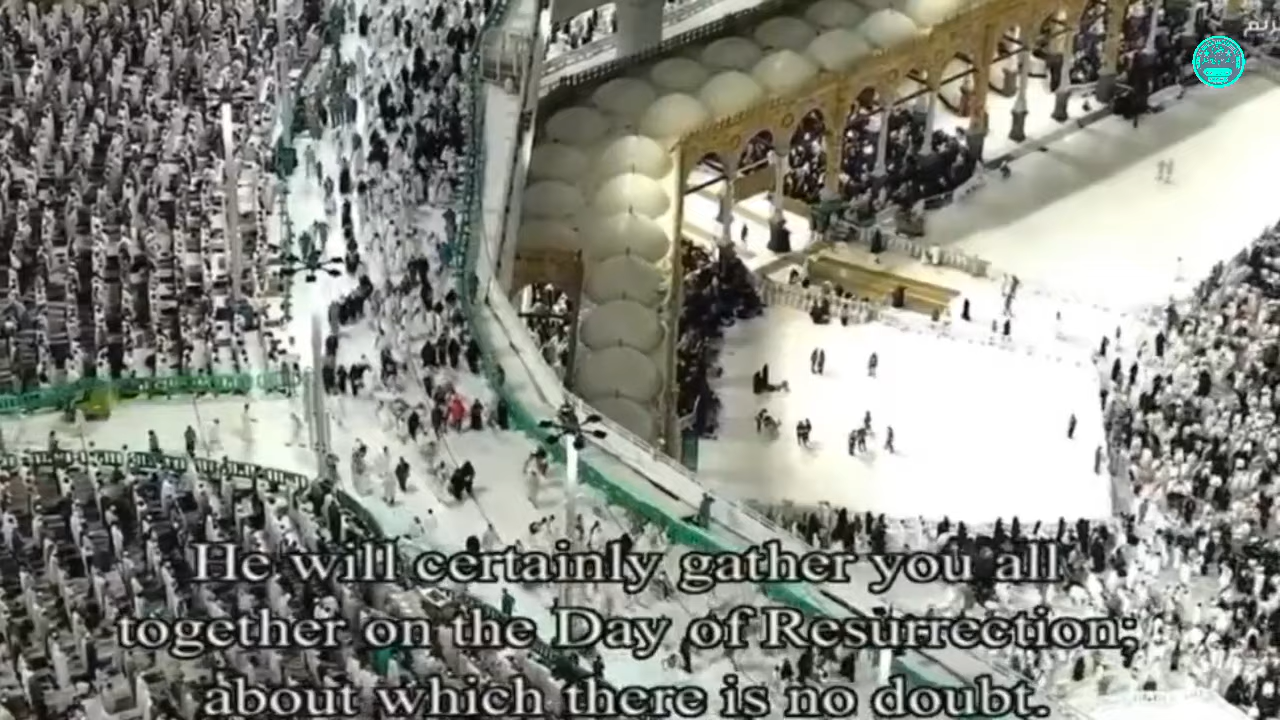 He will certainly gather you all
together on the Day of Resurrection;
about which there is no doubt.